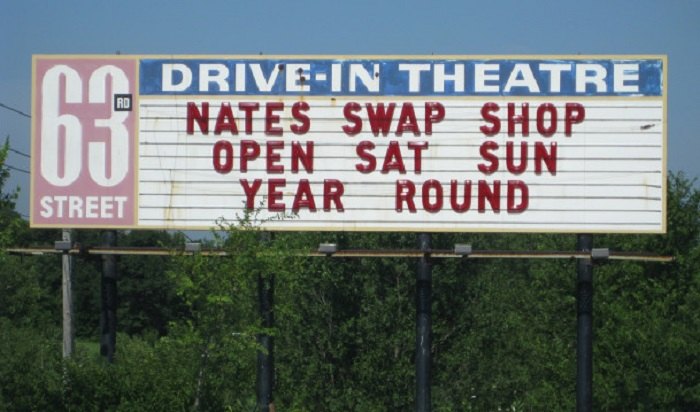 63 RD
STREET
DRIVE-IN THEATRE
NATES SWAP SHOP
OPEN SAT SUN
YEAR ROUND